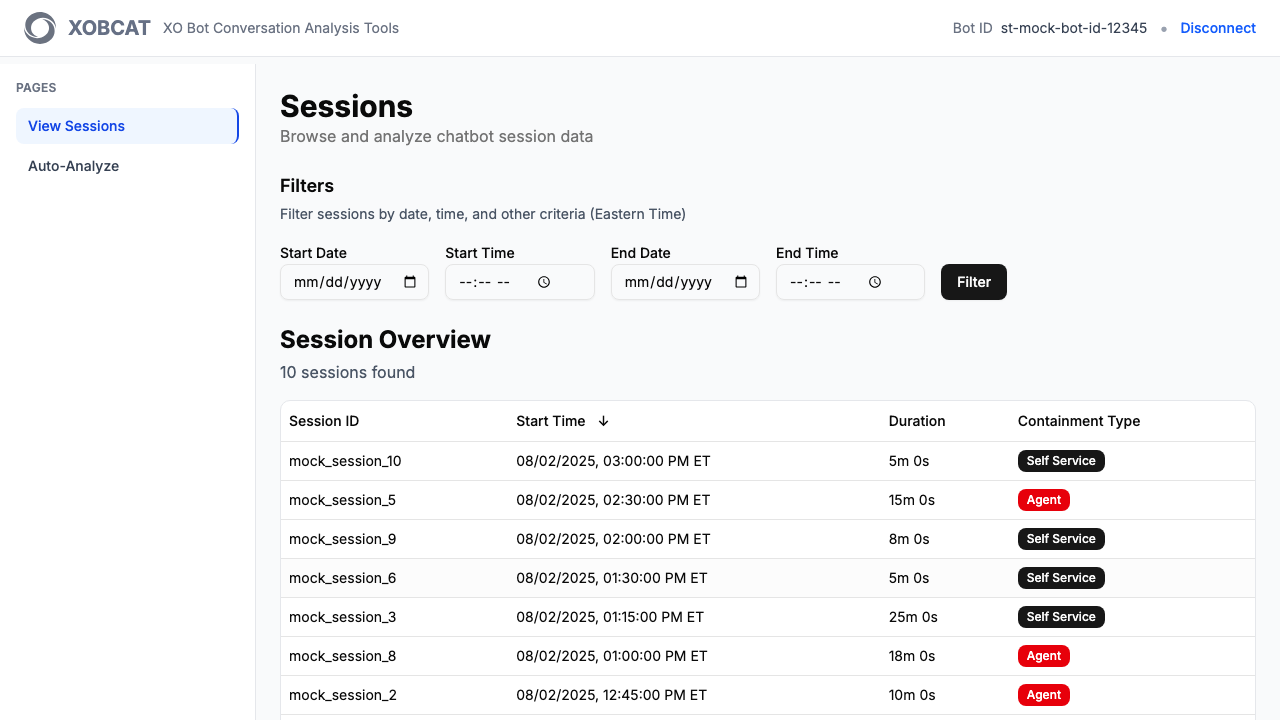 XOBCAT XO Bot Conversation Analysis Tools Bot ID st-mock-bot-id-12345 • Disconnect
PAGES
View Sessions
Auto-Analyze
Sessions
Browse and analyze chatbot session data
Filters
Filter sessions by date, time, and other criteria (Eastern Time)
Start Date Start Time End Date End Time
mm/dd/yyyy --:-- -- mm/dd/yyyy --:-- -- Filter
Session Overview
10 sessions found
Session ID Start Time ↓ Duration Containment Type
mock_session_10 08/02/2025, 03:00:00 PM ET 5m 0s Self Service
mock_session_5 08/02/2025, 02:30:00 PM ET 15m 0s Agent
mock_session_9 08/02/2025, 02:00:00 PM ET 8m 0s Self Service
mock_session_6 08/02/2025, 01:30:00 PM ET 5m 0s Self Service
mock_session_3 08/02/2025, 01:15:00 PM ET 25m 0s Self Service
mock_session_8 08/02/2025, 01:00:00 PM ET 18m 0s Agent
mock_session_2 08/02/2025, 12:45:00 PM ET 10m 0s Agent